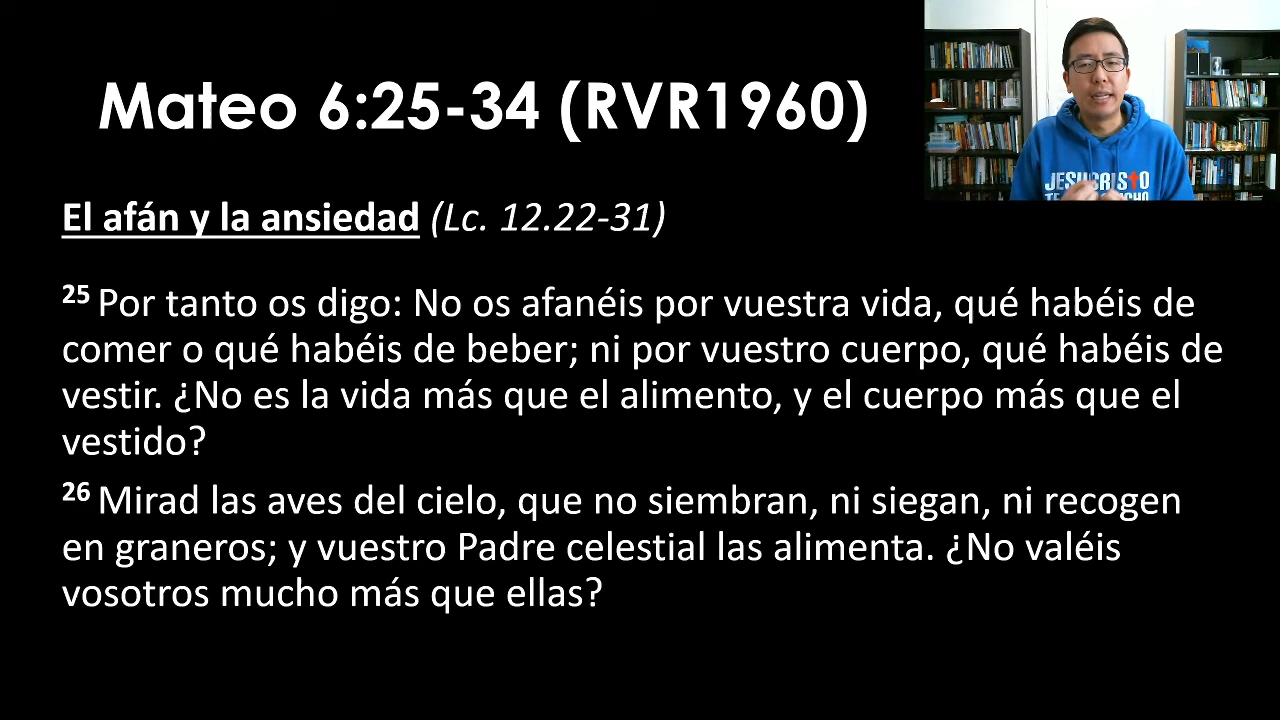 Mateo 6:25-34 (RVR1960)
JESUCRISTO
El afán y la ansiedad (Lc. 12.22-31)
25 Por tanto os digo: No os afanéis por vuestra vida, qué habéis de
comer o qué habéis de beber; ni por vuestro cuerpo, qué habéis de
vestir. ¿No es la vida más que el alimento, y el cuerpo más que el
vestido?
26 Mirad las aves del cielo, que no siembran, ni siegan, ni recogen
en graneros; y vuestro Padre celestial las alimenta. ¿No valéis
vosotros mucho más que ellas?